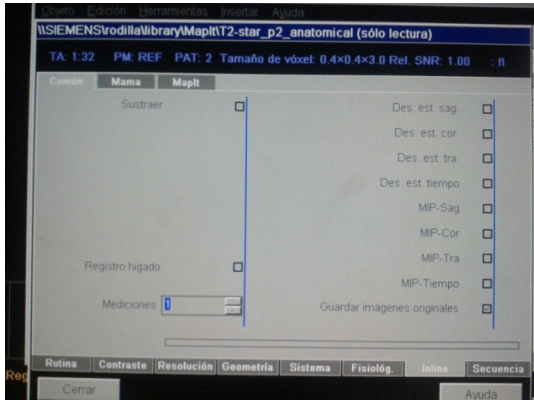 Objeto Edición Herramientas Insertar Ayuda
\\SIEMENS\rodilla\library\MapIt\T2-star_p2_anatomical (sólo lectura)
TA: 1:32 PM: REF PAT: 2 Tamaño de vóxel: 0.4×0.4×3.0 Rel. SNR: 1.00 : fl
Común Mama MapIt
Sustraer
Des. est. sag.
Des. est. cor.
Des. est. tra.
Des. est. tiempo
MIP-Sag
MIP-Cor
Registro hígado
MIP-Tra
MIP-Tiempo
Mediciones 1
Guardar imágenes originales
Rutina Contraste Resolución Geometría Sistema Fisiológ. Inline Secuencia
Reg
Cerrar Ayuda